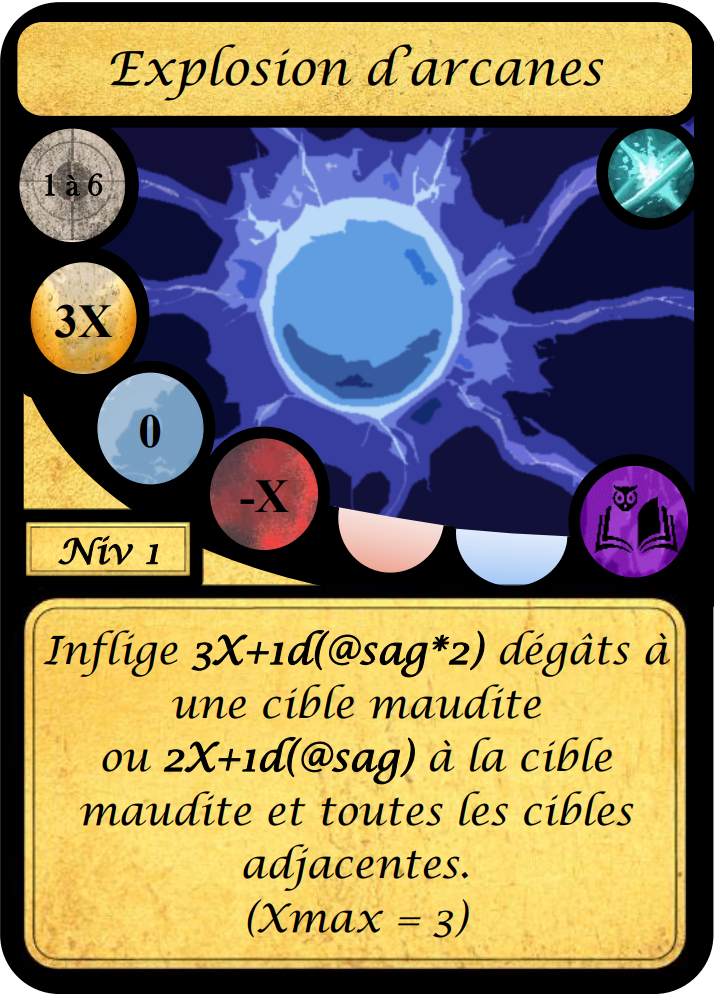 Explosion d'arcanes
1 à 6
3X
0
-X
Niv 1
Inflige 3X+1d(@sag*2) dégâts à
une cible maudite
ou 2X+1d(@sag) à la cible
maudite et toutes les cibles
adjacentes.
(Xmax = 3)